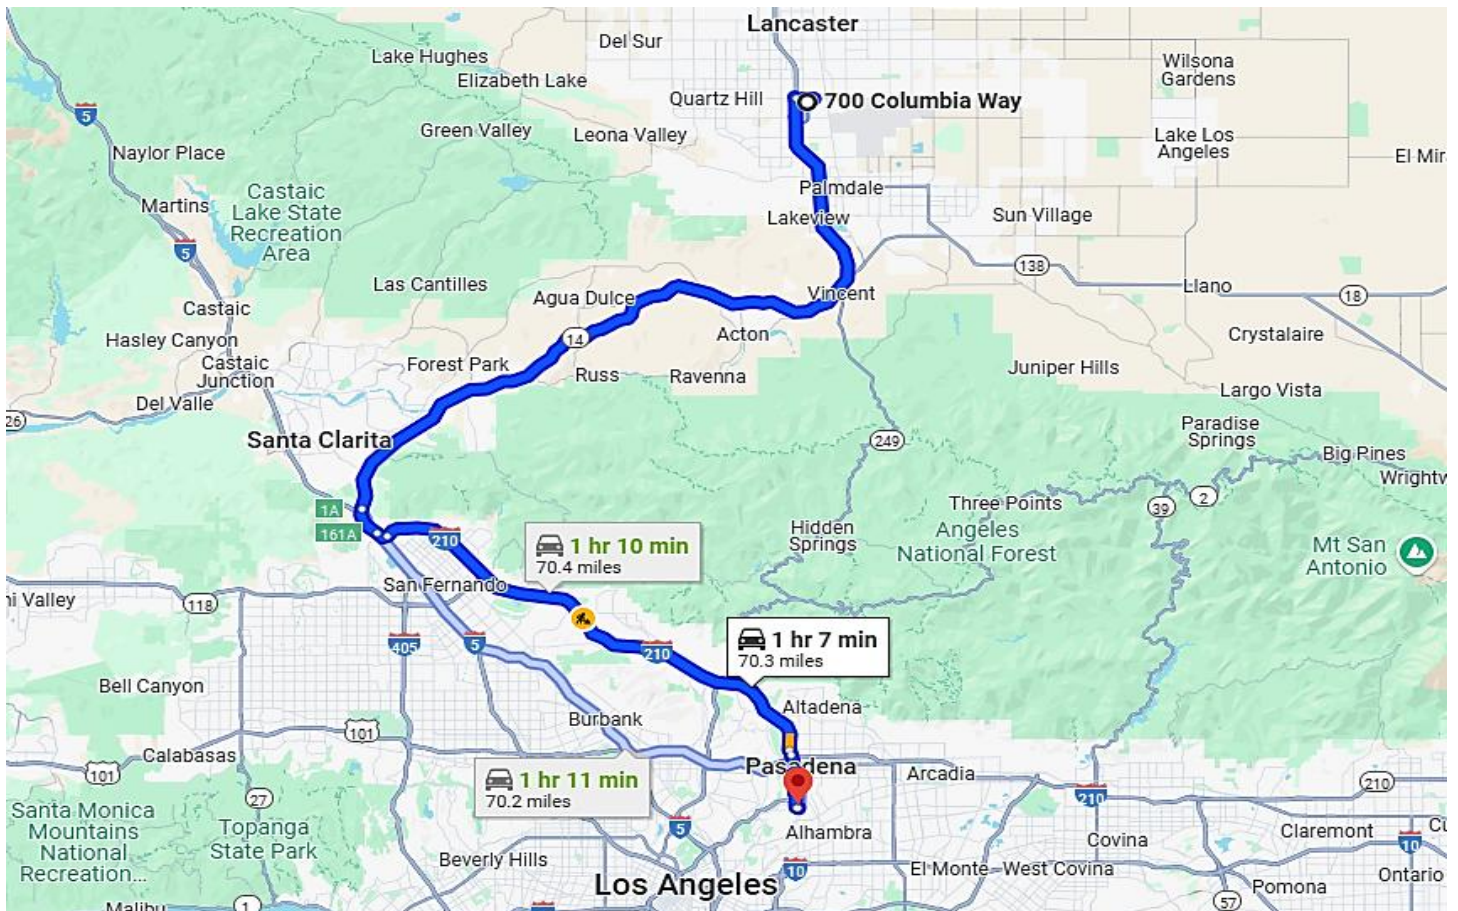 Lancaster
Del Sur
Lake Hughes
Wilsona
Gardens
Elizabeth Lake
5
Quartz Hill
700 Columbia Way
Green Valley
Leona Valley
Lake Los
Angeles
Naylor Place
El Mir
Castaic
Lake State
Recreation
Area
Palmdale
Martins
Lakeview
Sun Village
5
138
Las Cantilles
Llano
Agua Dulce
Vincent
18
Castaic
Acton
Crystalaire
Hasley Canyon
14
Castaic
Junction
Forest Park
Juniper Hills
Russ
Ravenna
Largo Vista
Del Valle
26
Paradise
Springs
Santa Clarita
249
Big Pines
Wrightw
2
Three Points
39
1A
161A
Hidden
Springs
Angeles
National Forest
210
1 hr 10 min
70.4 miles
Mt San
Antonio
San Fernando
ni Valley
118
405
5
210
1 hr 7 min
70.3 miles
Bell Canyon
Altadena
Burbank
101
Calabasas
Pasadena
Arcadia
101
1 hr 11 min
70.2 miles
210
27
210
Santa Monica
Mountains
National
Recreation...
Topanga
State Park
5
Alhambra
Covina
Claremont
10
Beverly Hills
10
El Monte
West Covina
Ontario
Los Angeles
Pomona
57
Malibu
1